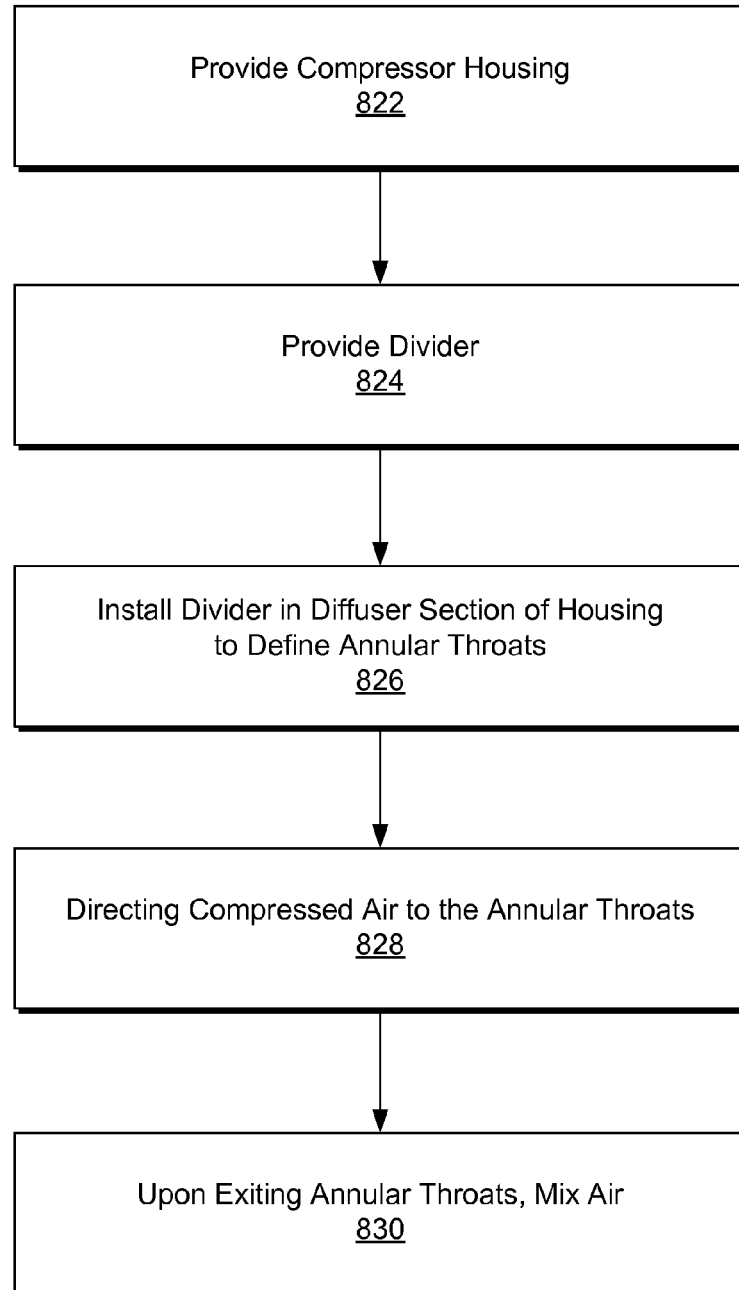 Provide Compressor Housing
822
Provide Divider
824
Install Divider in Diffuser Section of Housing
to Define Annular Throats
826
Directing Compressed Air to the Annular Throats
828
Upon Exiting Annular Throats, Mix Air
830